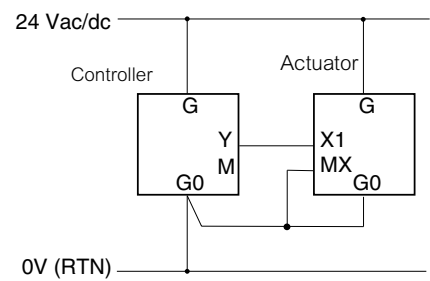 24 Vac/dc
Controller
Actuator
G
G
Y
X1
M
MX
G0
G0
0V (RTN)